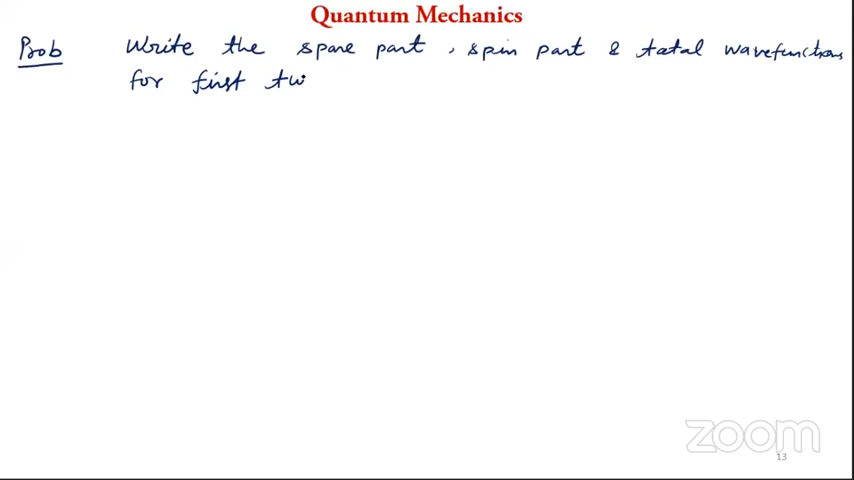 Quantum Mechanics
Prob Write the space part, spin part & total wavefunctions
for first tw
zoom
13